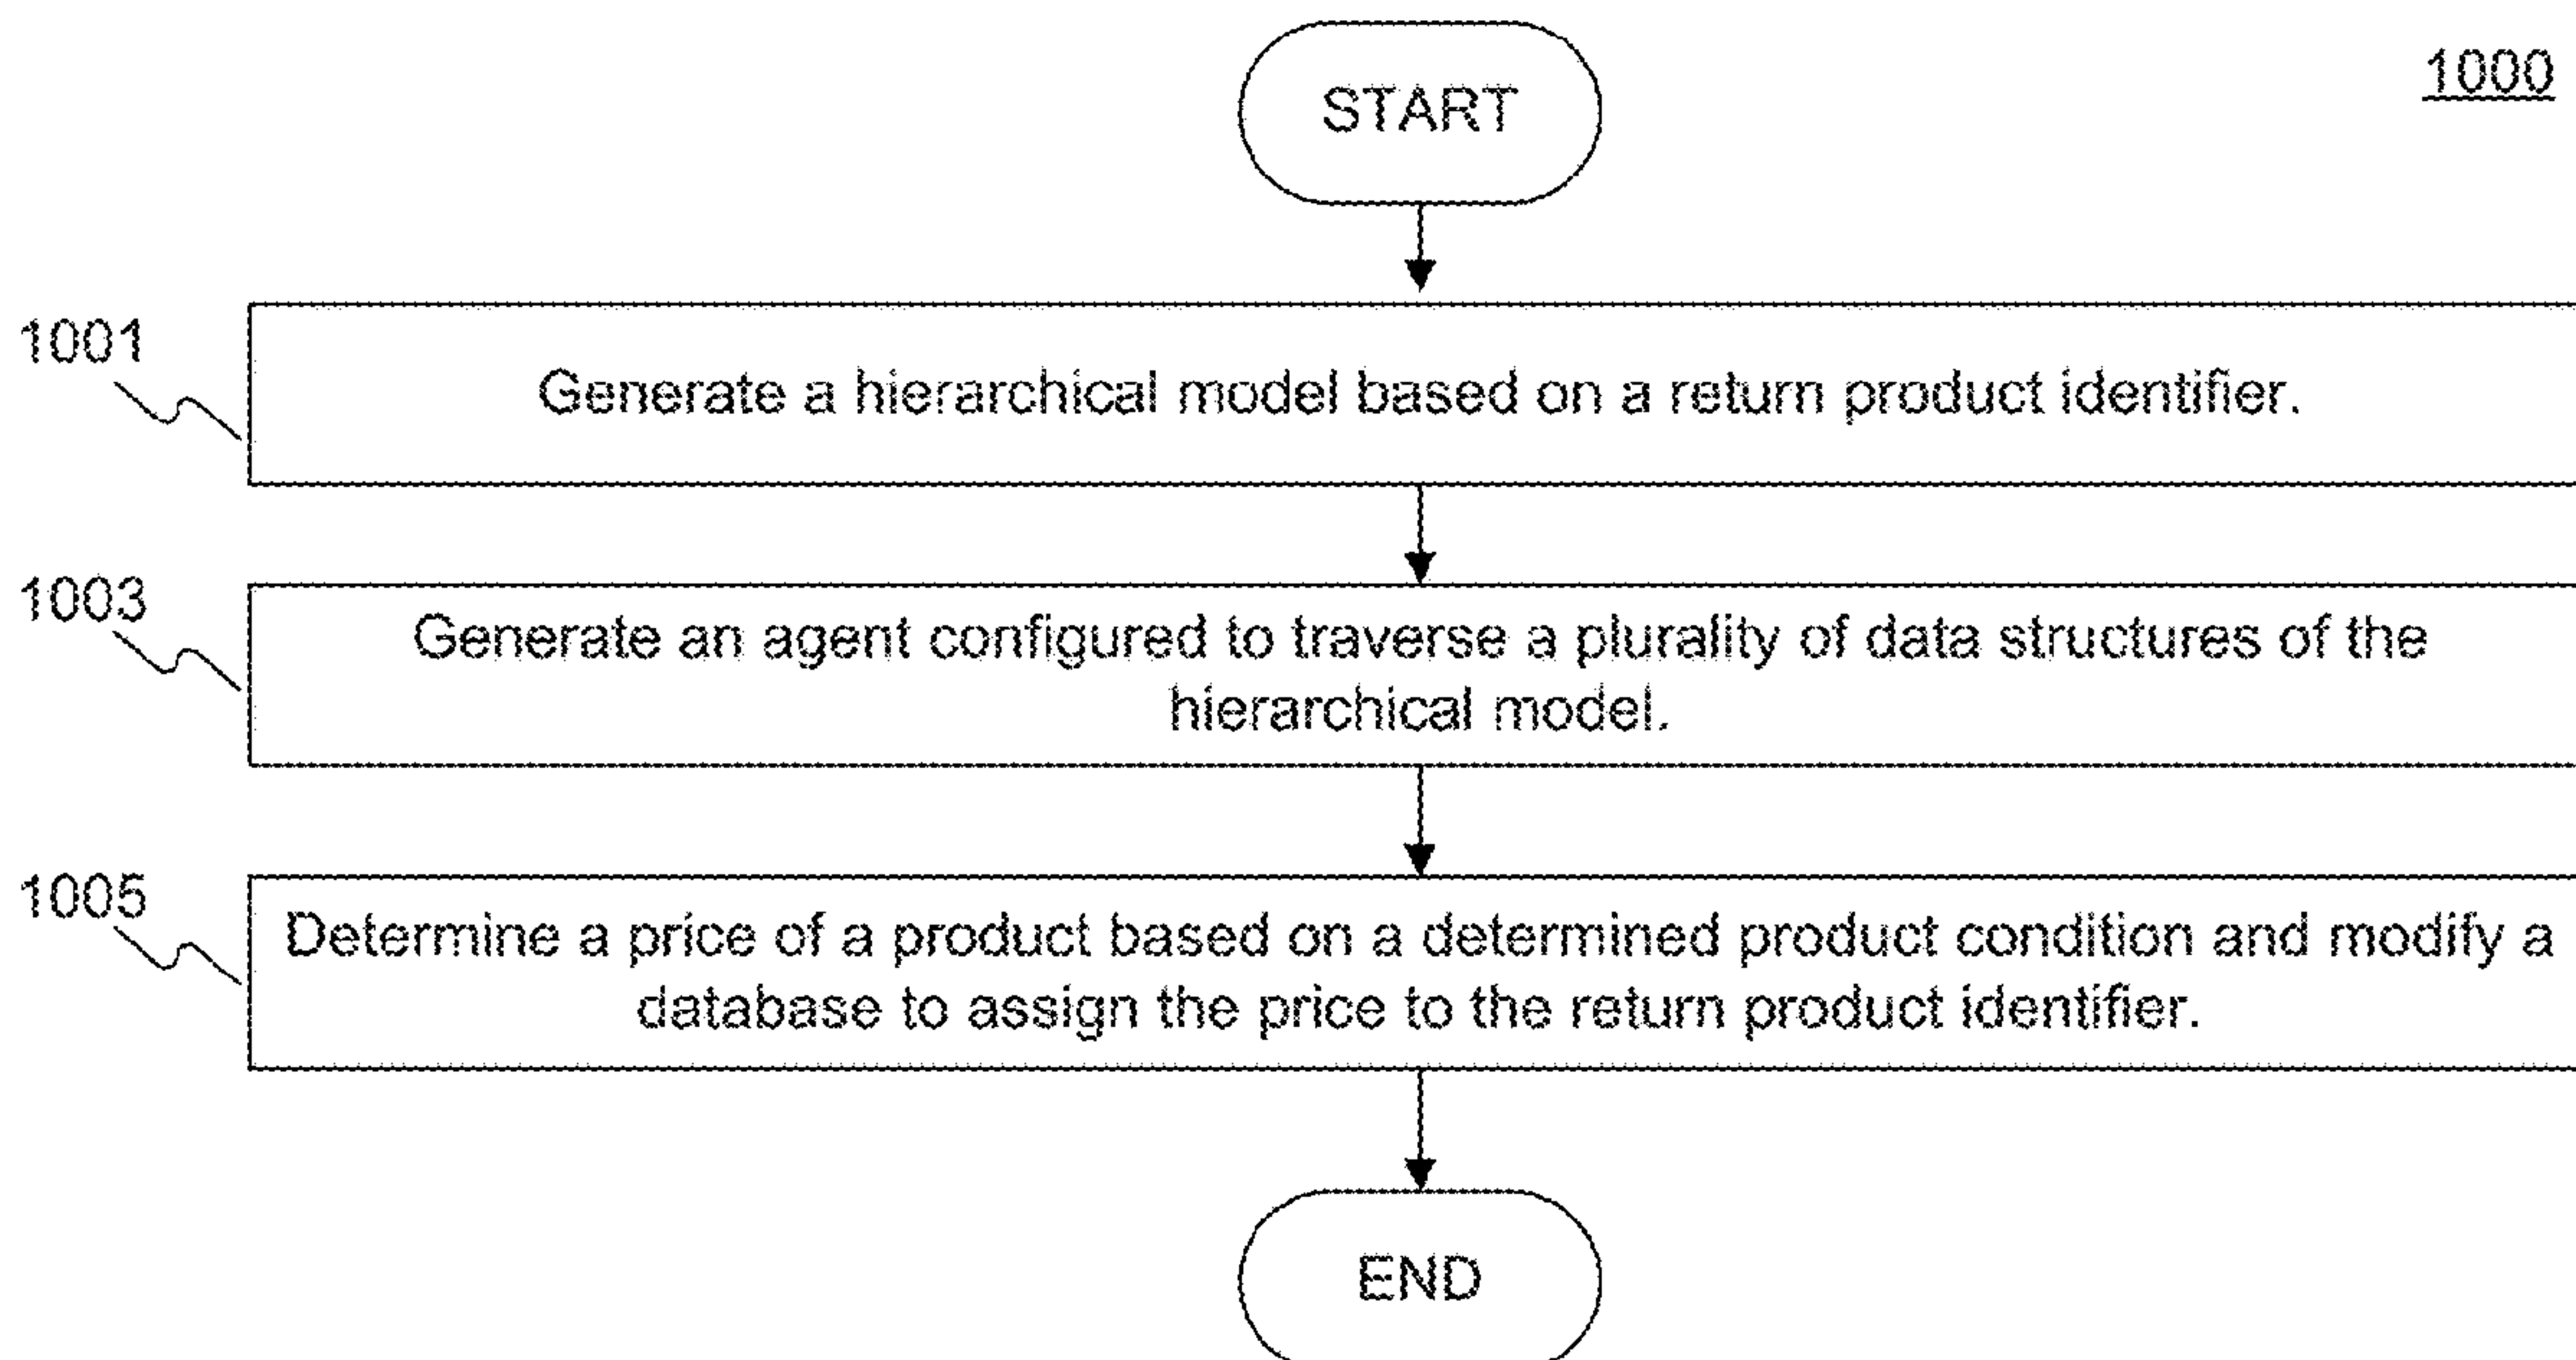 START
1000
1001
Generate a hierarchical model based on a return product identifier.
1003
Generate an agent configured to traverse a plurality of data structures of the
hierarchical model.
1005
Determine a price of a product based on a determined product condition and modify a
database to assign the price to the return product identifier.
END